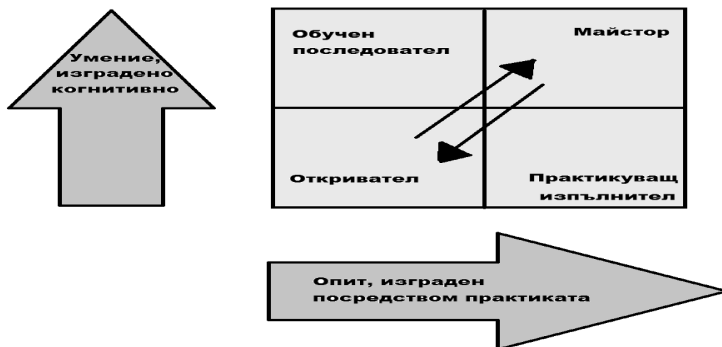 Умение,
изградено
когнитивно
Обучен
последовател
Майстор
Откривател
Практикуващ
изпълнител
Опит, изграден
посредством практиката